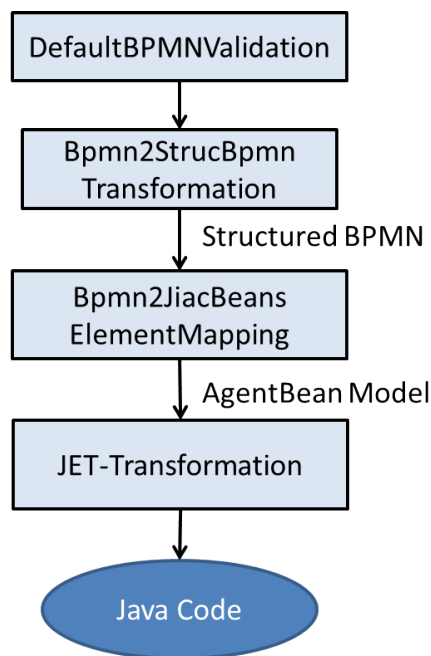 DefaultBPMNValidation
Bpmn2StrucBpmn
Transformation
Structured BPMN
Bpmn2JiacBeans
ElementMapping
AgentBean Model
JET-Transformation
Java Code